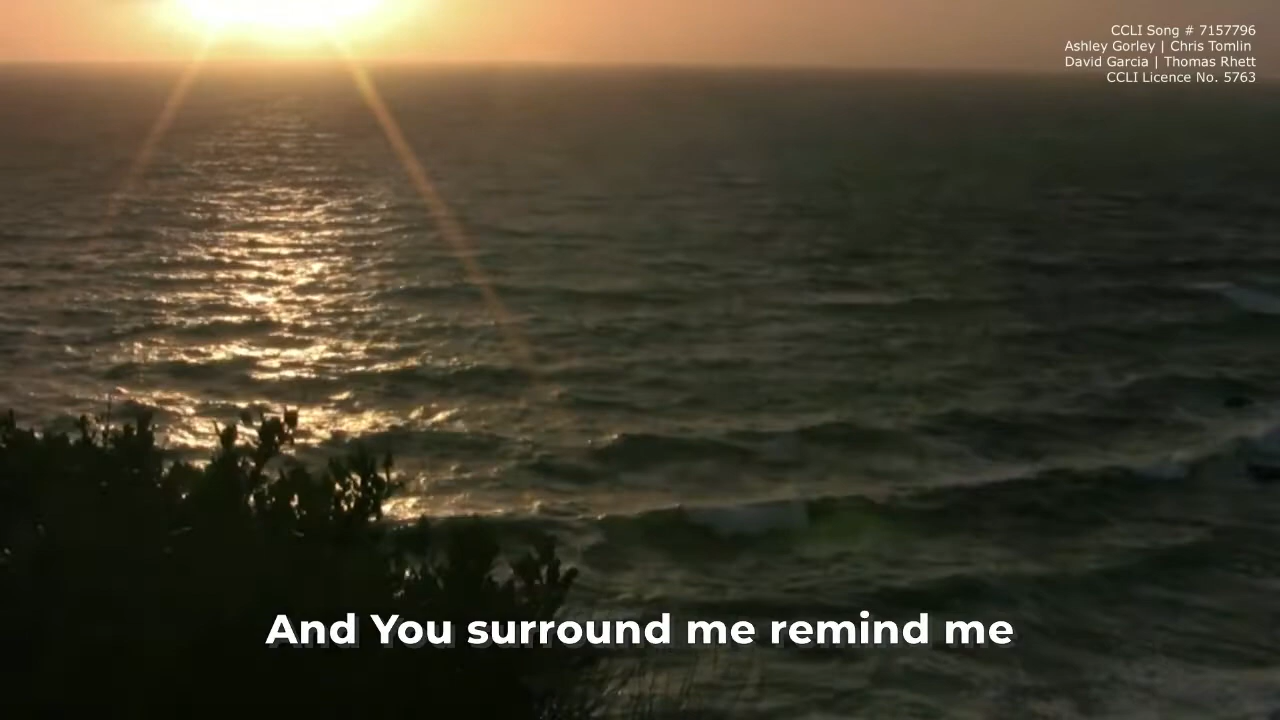 CCLI Song # 7157796
Ashley Gorley | Chris Tomlin
David Garcia | Thomas Rhett
CCLI Licence No. 5763
And You surround me remind me